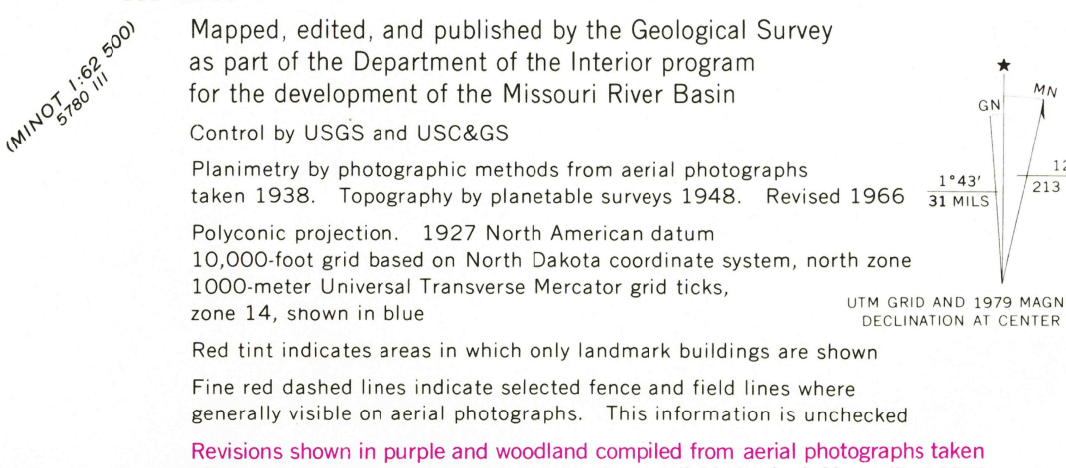 (MINOT 1:62 500)
5780 III
Mapped, edited, and published by the Geological Survey
as part of the Department of the Interior program
for the development of the Missouri River Basin
Control by USGS and USC&GS
Planimetry by photographic methods from aerial photographs
taken 1938. Topography by planetable surveys 1948. Revised 1966
Polyconic projection. 1927 North American datum
10,000-foot grid based on North Dakota coordinate system, north zone
1000-meter Universal Transverse Mercator grid ticks,
zone 14, shown in blue
Red tint indicates areas in which only landmark buildings are shown
Fine red dashed lines indicate selected fence and field lines where
generally visible on aerial photographs. This information is unchecked
Revisions shown in purple and woodland compiled from aerial photographs taken
★
MN
GN
1°43′
31 MILS
213
UTM GRID AND 1979 MAGN
DECLINATION AT CENTER